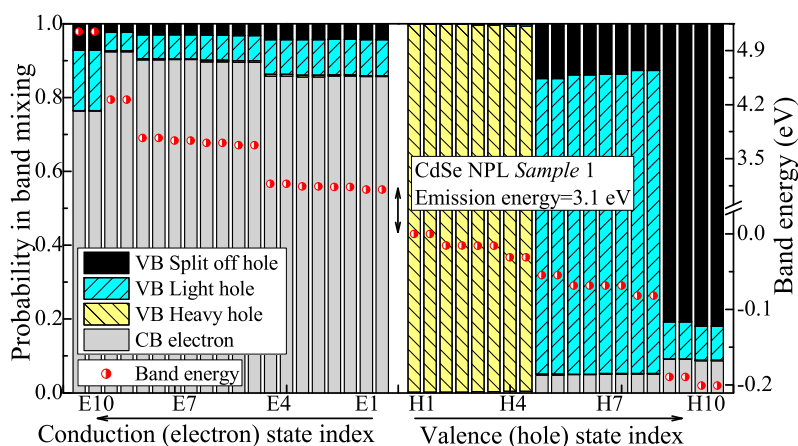 Probability in band mixing
1.0
0.8
0.6
0.4
0.2
0.0
VB Split off hole
VB Light hole
VB Heavy hole
CB electron
Band energy
CdSe NPL Sample 1
Emission energy=3.1 eV
4.9
4.2
3.5
0.0
-0.1
-0.2
Band energy (eV)
E10 E7 E4 E1 H1 H4 H7 H10
Conduction (electron) state index
Valence (hole) state index